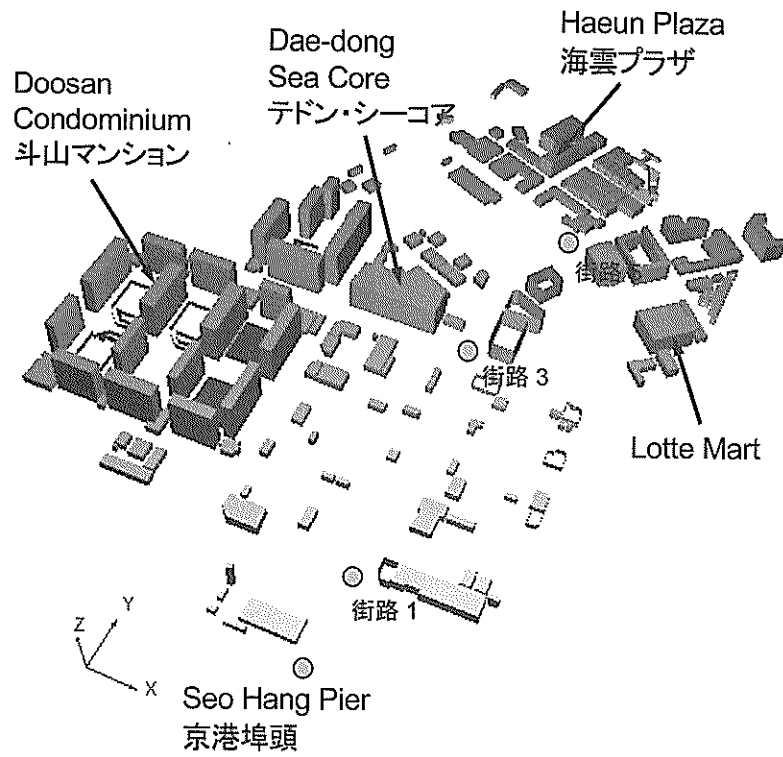 Haeun Plaza
海雲プラザ
Dae-dong
Sea Core
テドン・シーコア
Doosan
Condominium
斗山マンション
街路 5
街路 3
Lotte Mart
街路 1
Z
Y
X
Seo Hang Pier
京港埠頭